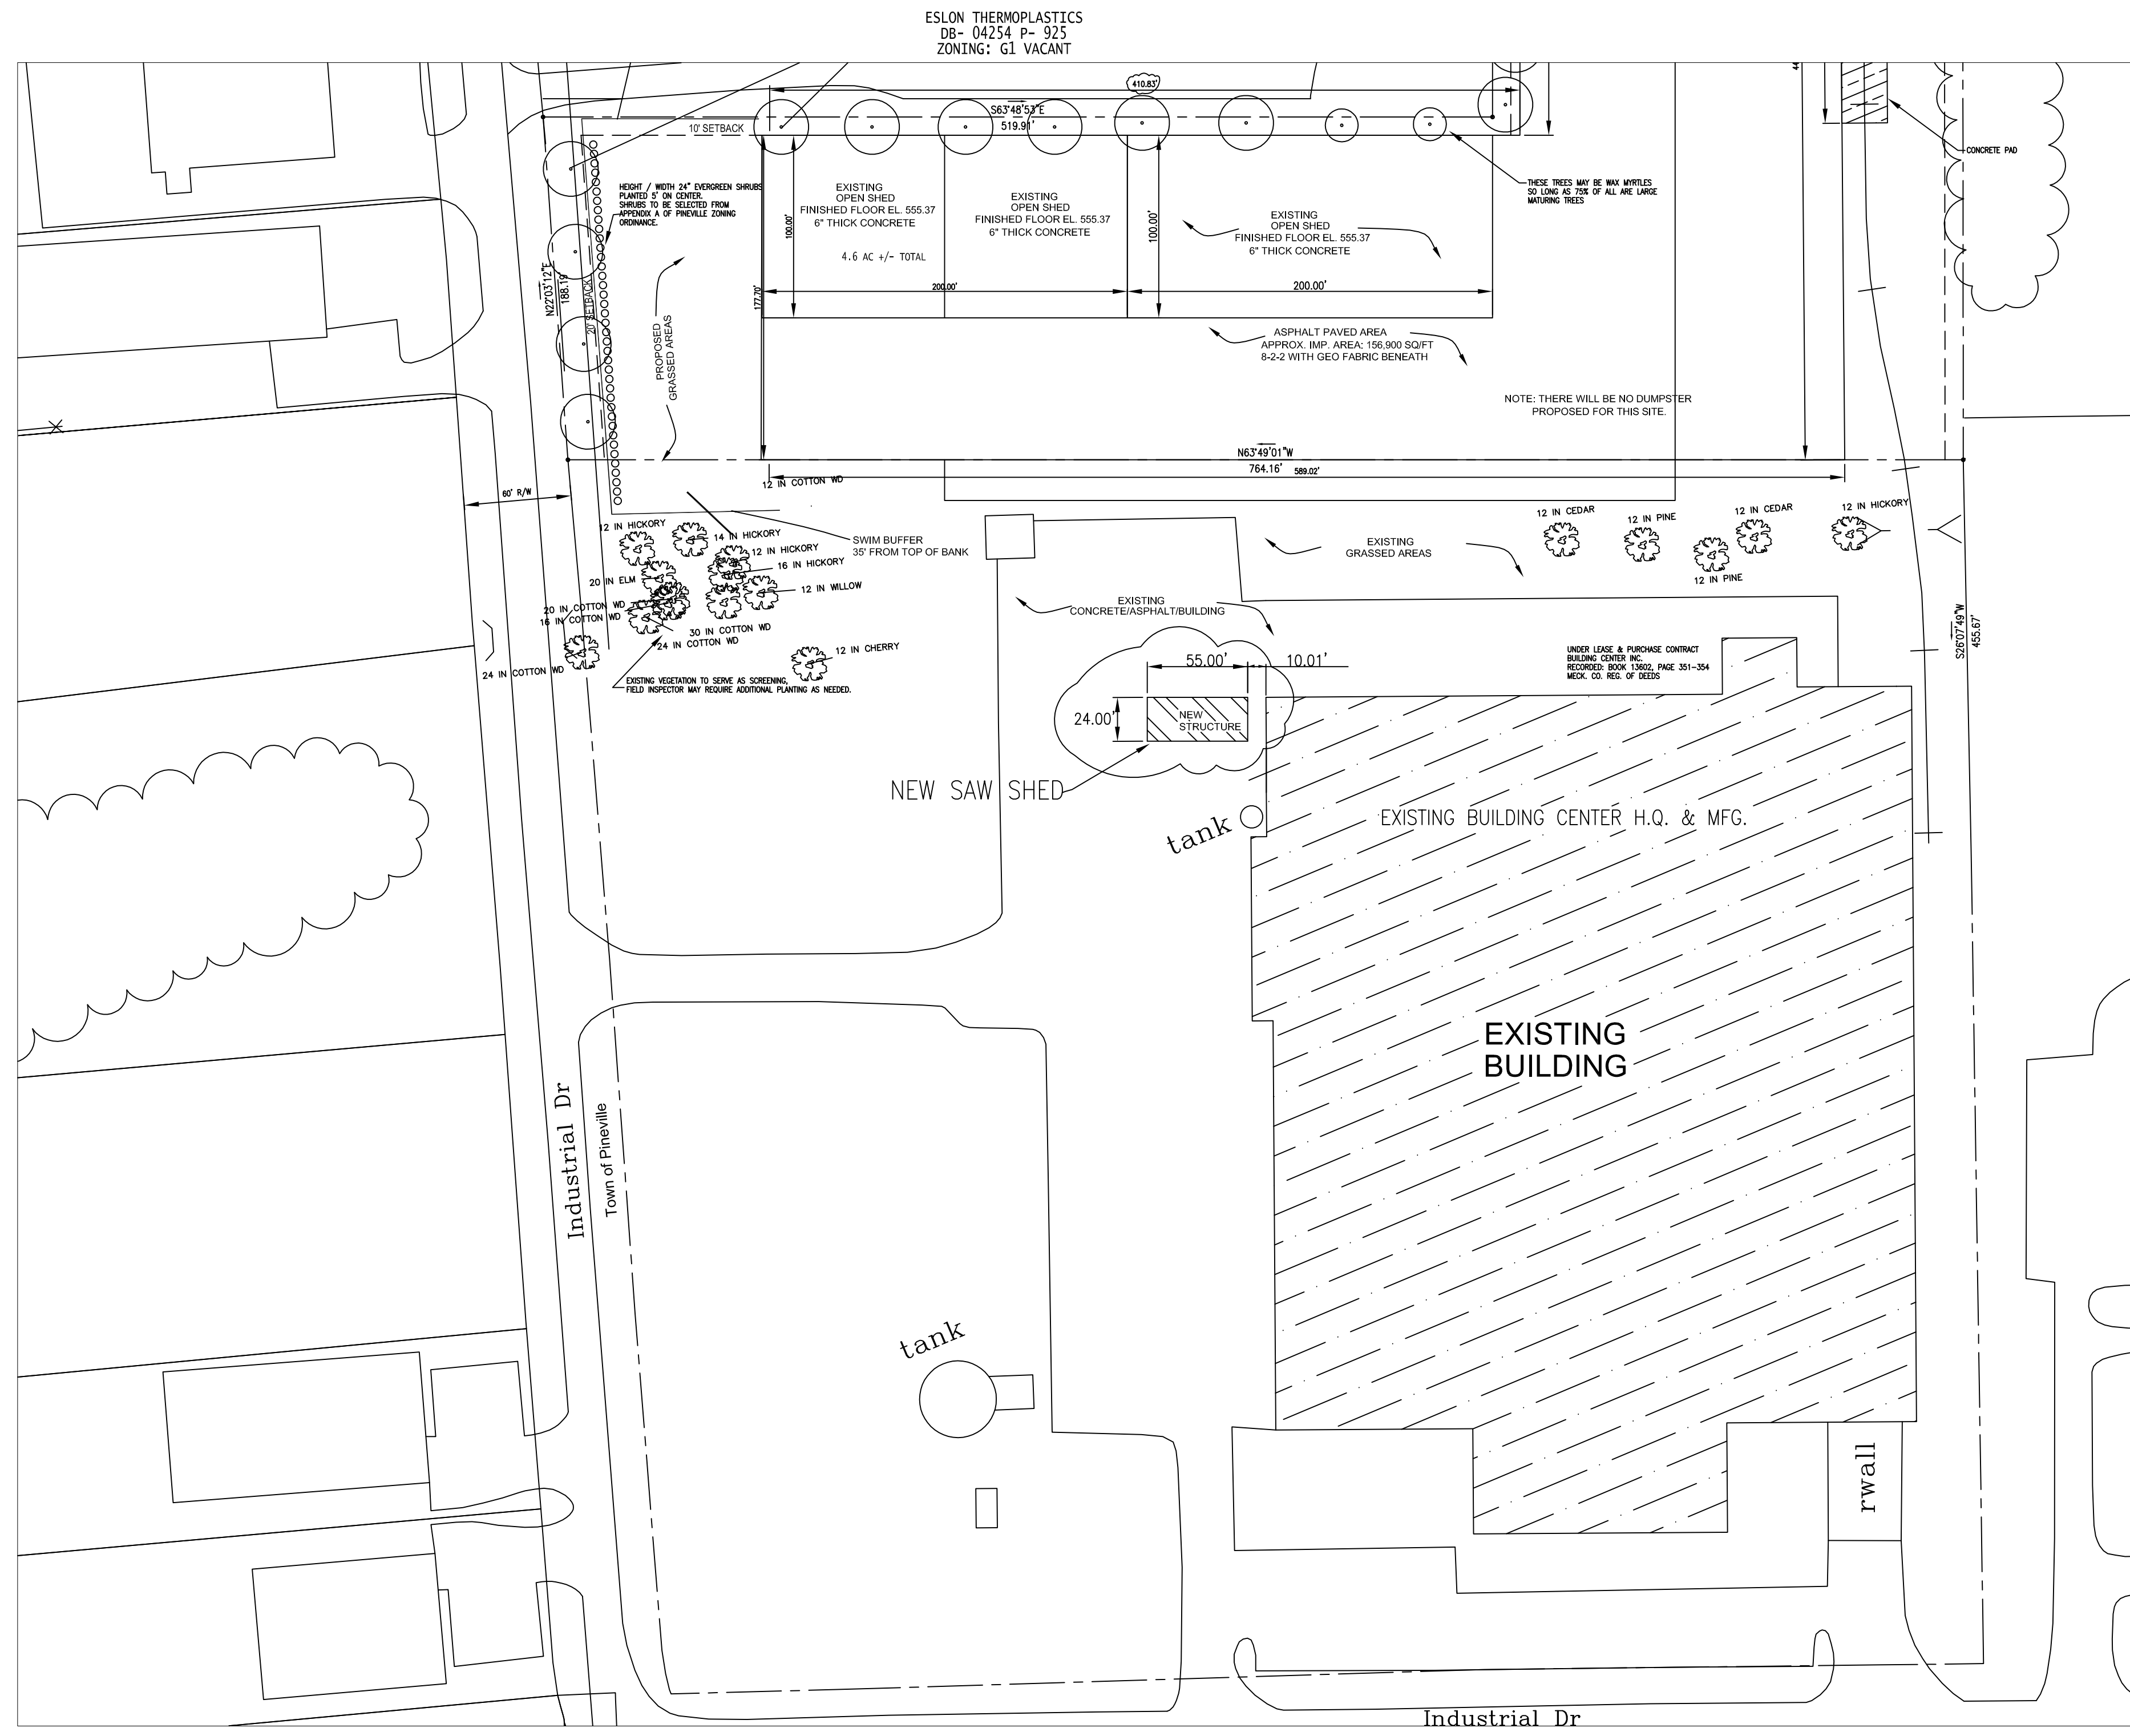 ESLON THERMOPLASTICS
DB- 04254 P- 925
ZONING: G1 VACANT
410.83'
S63°48'53"E
519.91'
10' SETBACK
CONCRETE PAD
HEIGHT / WIDTH 24" EVERGREEN SHRUBS
PLANTED 5' ON CENTER.
SHRUBS TO BE SELECTED FROM
APPENDIX A OF PINEVILLE ZONING
ORDINANCE.
EXISTING
OPEN SHED
FINISHED FLOOR EL. 555.37
6" THICK CONCRETE
4.6 AC +/- TOTAL
EXISTING
OPEN SHED
FINISHED FLOOR EL. 555.37
6" THICK CONCRETE
EXISTING
OPEN SHED
FINISHED FLOOR EL. 555.37
6" THICK CONCRETE
THESE TREES MAY BE WAX MYRTLES
SO LONG AS 75% OF ALL ARE LARGE
MATURING TREES
100.00'
100.00'
N22°03'12"E
188.19
20' SETBACK
177.70'
200.00'
200.00'
PROPOSED
GRASSED AREAS
ASPHALT PAVED AREA
APPROX. IMP. AREA: 156,900 SQ/FT
8-2-2 WITH GEO FABRIC BENEATH
NOTE: THERE WILL BE NO DUMPSTER
PROPOSED FOR THIS SITE.
N63°49'01"W
764.16'
589.02'
12 IN COTTON WD
60' R/W
12 IN HICKORY
14 IN HICKORY
12 IN HICKORY
16 IN HICKORY
SWIM BUFFER
35' FROM TOP OF BANK
20 IN ELM
12 IN WILLOW
20 IN COTTON WD
16 IN COTTON WD
30 IN COTTON WD
24 IN COTTON WD
24 IN COTTON WD
12 IN CHERRY
EXISTING VEGETATION TO SERVE AS SCREENING,
FIELD INSPECTOR MAY REQUIRE ADDITIONAL PLANTING AS NEEDED.
EXISTING
GRASSED AREAS
12 IN CEDAR
12 IN PINE
12 IN PINE
12 IN CEDAR
12 IN HICKORY
EXISTING
CONCRETE/ASPHALT/BUILDING
S26°07'49"W
455.67'
UNDER LEASE & PURCHASE CONTRACT
BUILDING CENTER INC.
RECORDED: BOOK 13602, PAGE 351-354
MECK. CO. REG. OF DEEDS
55.00'
10.01'
24.00'
NEW
STRUCTURE
NEW SAW SHED
tank
EXISTING BUILDING CENTER H.Q. & MFG.
EXISTING
BUILDING
Industrial Dr
Town of Pineville
tank
rwall
Industrial Dr